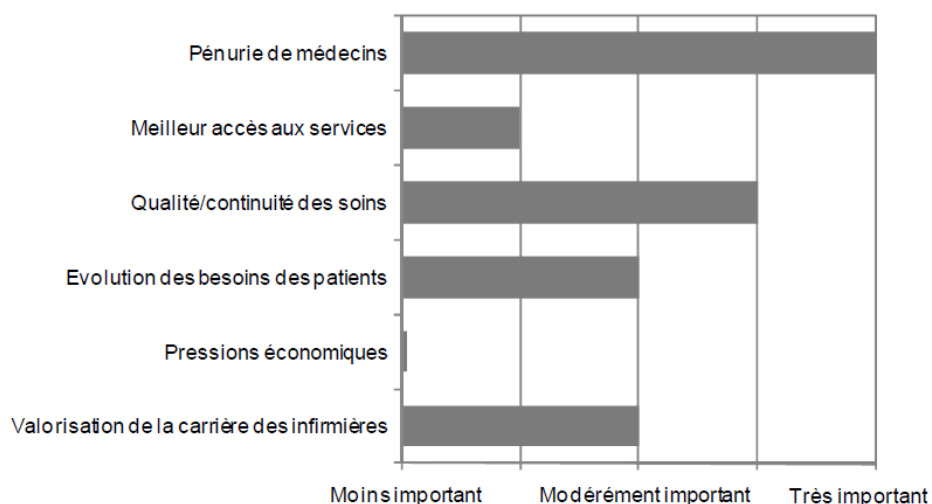 Pénurie de médecins
Meilleur accès aux services
Qualité/continuité des soins
Evolution des besoins des patients
Pressions économiques
Valorisation de la carrière des infirmières
Moins important Modérément important Très important